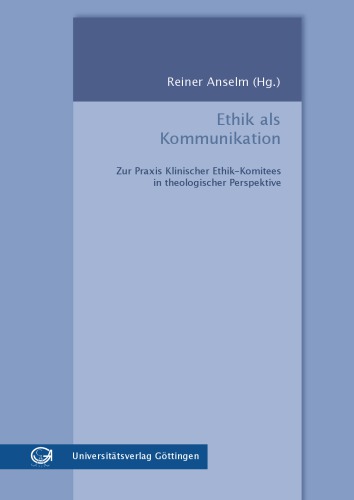 Reiner Anselm (Hg.)
Ethik als
Kommunikation
Zur Praxis Klinischer Ethik-Komitees
in theologischer Perspektive
Universitätsverlag Göttingen